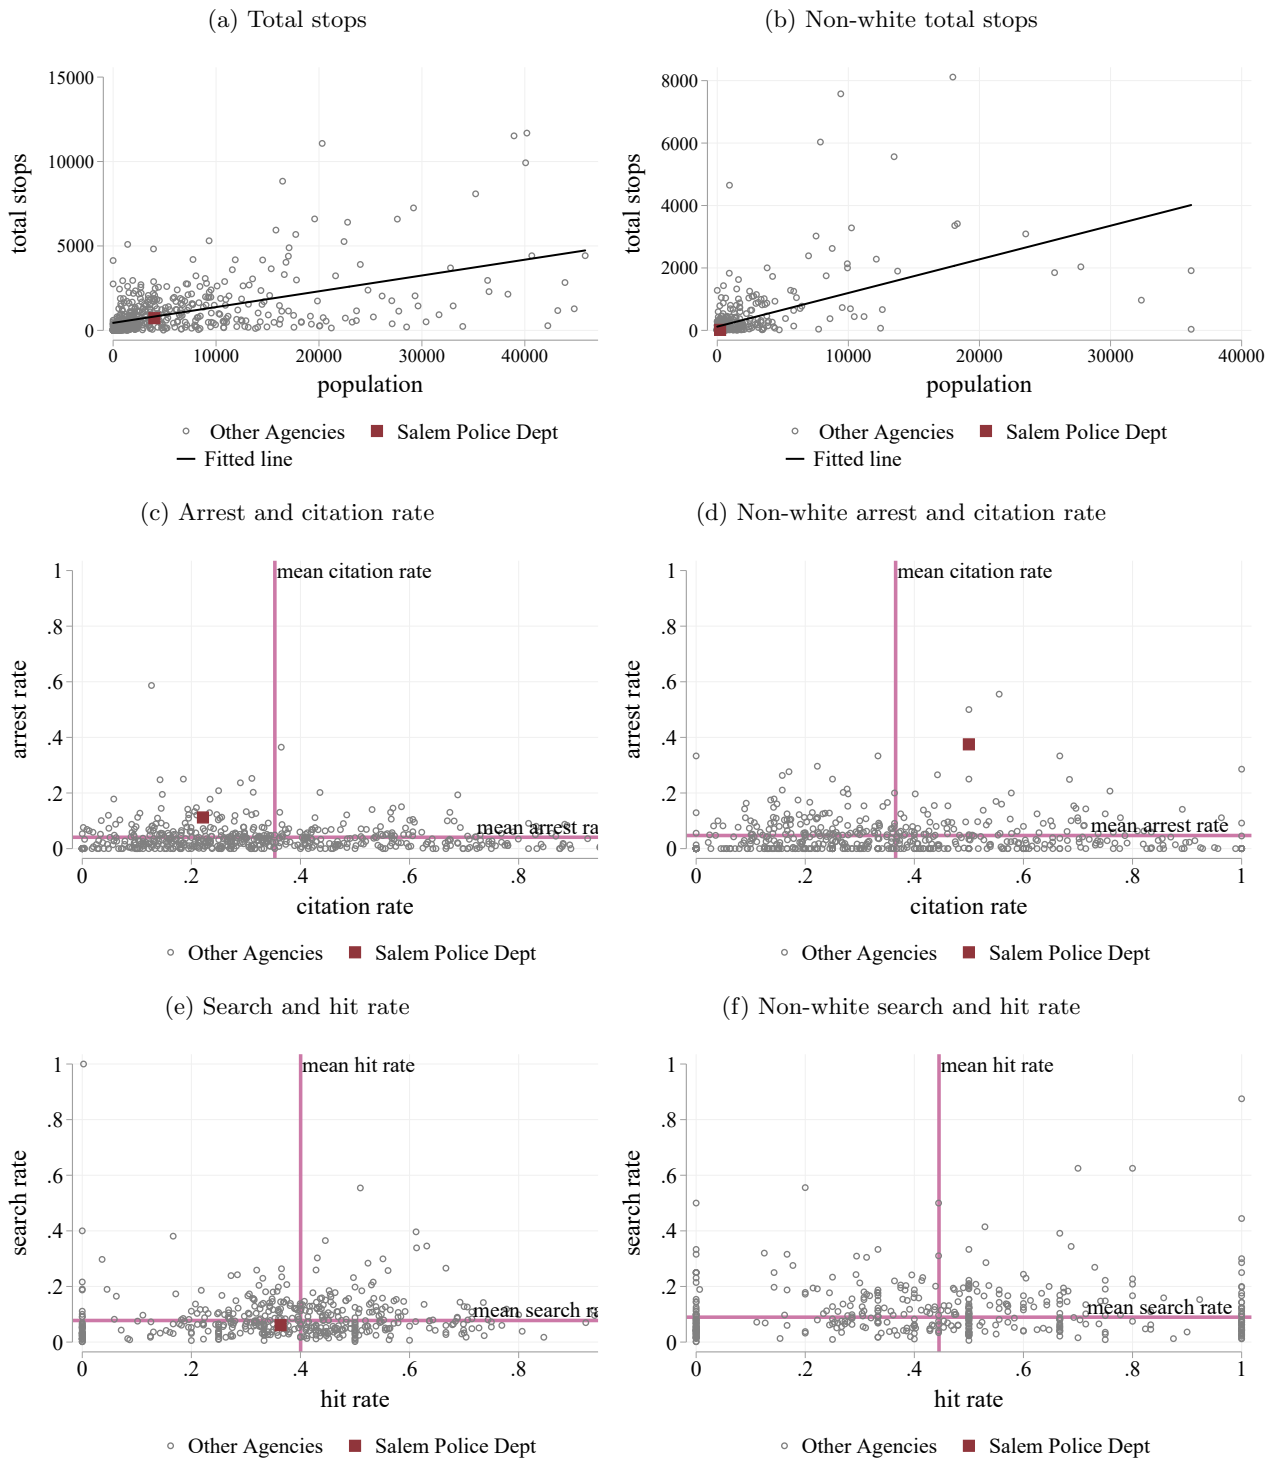 (a) Total stops
(b) Non-white total stops
15000
10000
5000
0
total stops
0 10000 20000 30000 40000
population
Other Agencies Salem Police Dept
Fitted line
8000
6000
4000
2000
0
total stops
0 10000 20000 30000 40000
population
Other Agencies Salem Police Dept
Fitted line
(c) Arrest and citation rate
(d) Non-white arrest and citation rate
mean citation rate
1
.8
.6
.4
.2
0
arrest rate
mean arrest ra
0 .2 .4 .6 .8
citation rate
Other Agencies Salem Police Dept
mean citation rate
1
.8
.6
.4
.2
0
arrest rate
mean arrest rate
0 .2 .4 .6 .8 1
citation rate
Other Agencies Salem Police Dept
(e) Search and hit rate
(f) Non-white search and hit rate
mean hit rate
1
.8
.6
.4
.2
0
search rate
mean search ra
0 .2 .4 .6 .8
hit rate
Other Agencies Salem Police Dept
mean hit rate
1
.8
.6
.4
.2
0
search rate
mean search rate
0 .2 .4 .6 .8 1
hit rate
Other Agencies Salem Police Dept